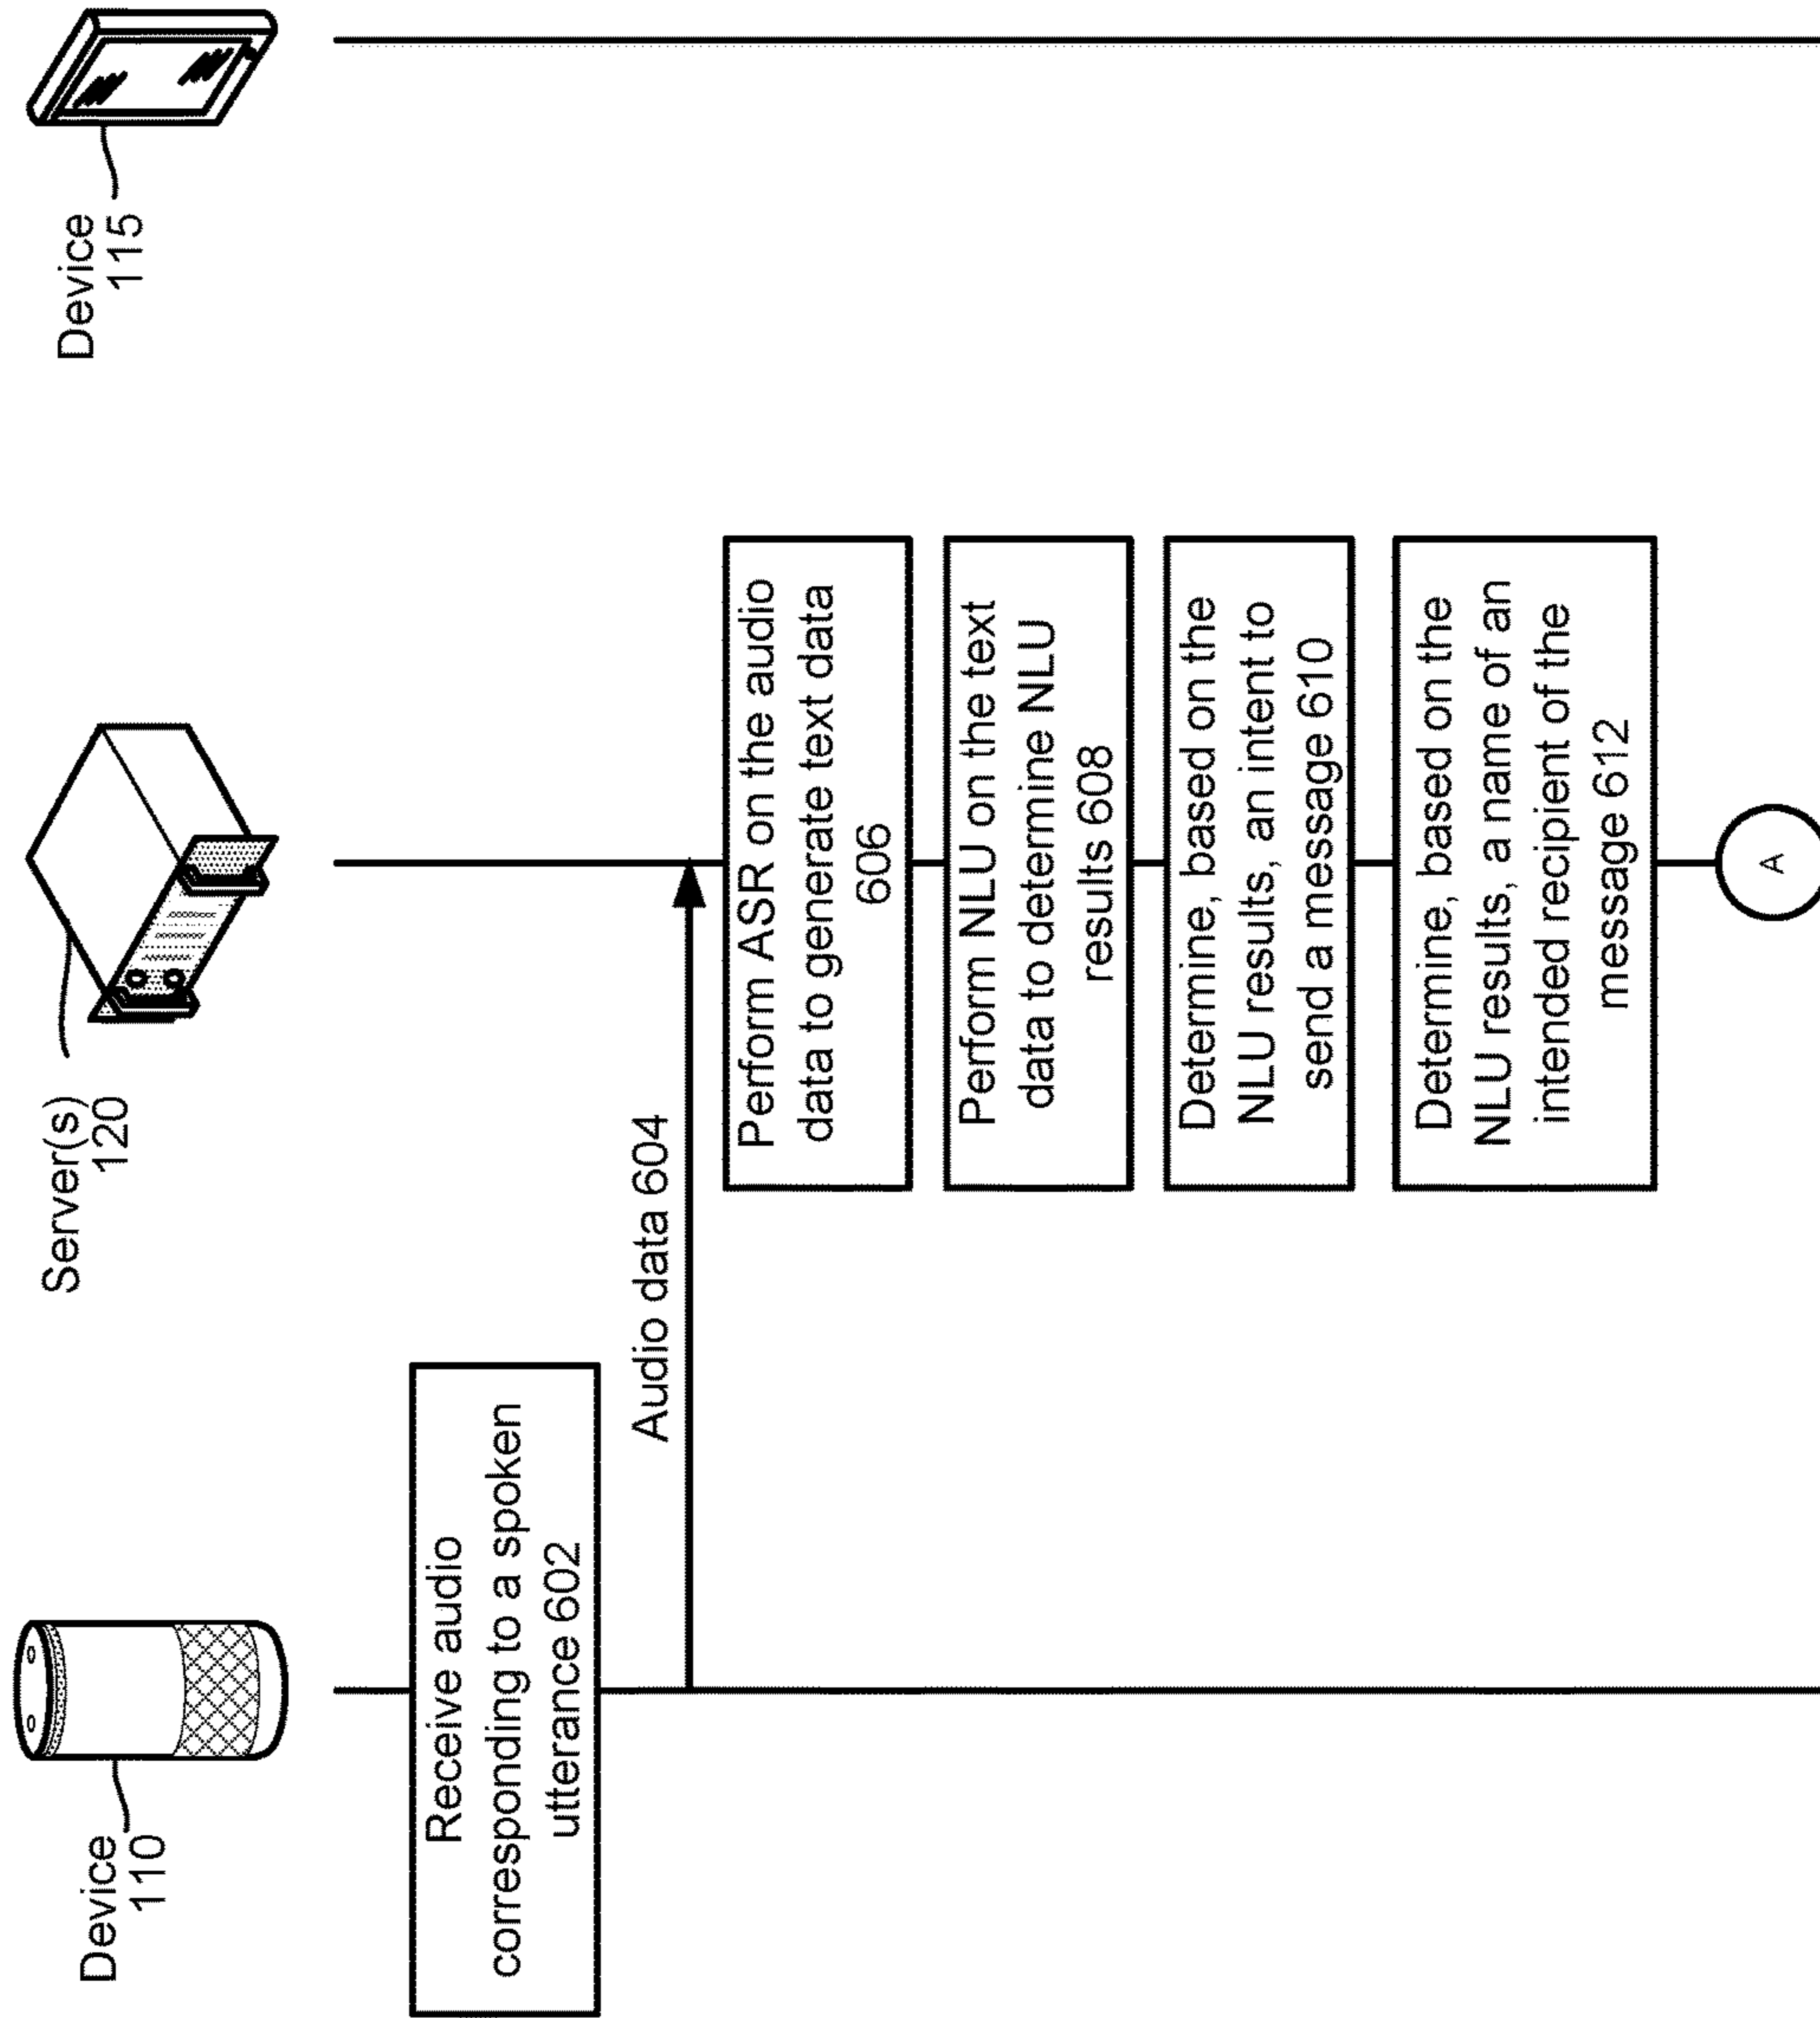 Device
110
Server(s)
120
Device
115
Receive audio
corresponding to a spoken
utterance 602
Audio data 604
Perform ASR on the audio
data to generate text data
606
Perform NLU on the text
data to determine NLU
results 608
Determine, based on the
NLU results, an intent to
send a message 610
Determine, based on the
NLU results, a name of an
intended recipient of the
message 612
A